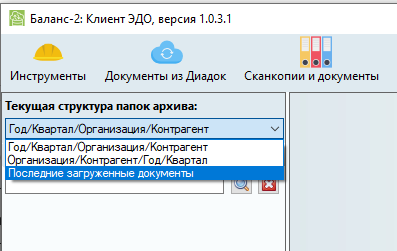 Баланс-2: Клиент ЭДО, версия 1.0.3.1
Инструменты
Документы из Диадок
Сканкопии и документы
Текущая структура папок архива:
Год/Квартал/Организация/Контрагент
Год/Квартал/Организация/Контрагент
Организация/Контрагент/Год/Квартал
Последние загруженные документы